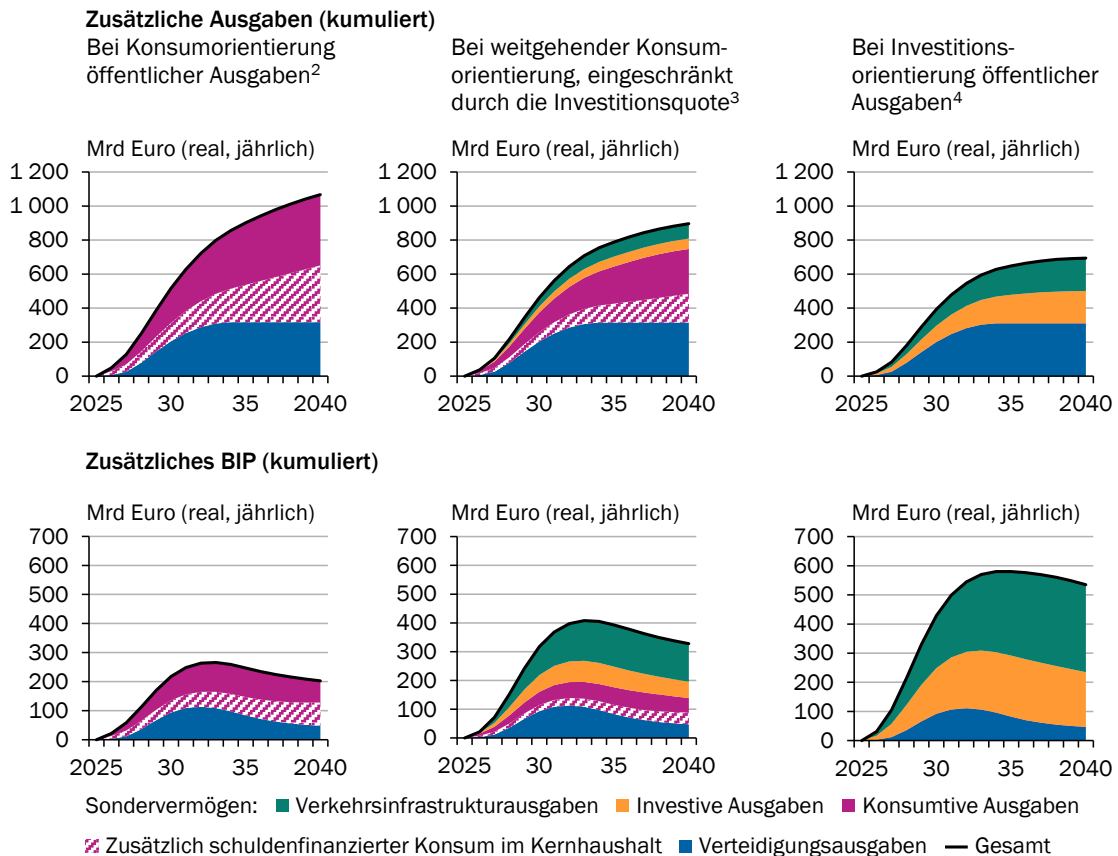 Zusätzliche Ausgaben (kumuliert)
Bei Konsumorientierung
öffentlicher Ausgaben²
Bei weitgehender Konsum-
orientierung, eingeschränkt
durch die Investitionsquote³
Bei Investitions-
orientierung öffentlicher
Ausgaben⁴
Mrd Euro (real, jährlich)
1 200
1 000
800
600
400
200
0
2025 30 35 2040
Mrd Euro (real, jährlich)
1 200
1 000
800
600
400
200
0
2025 30 35 2040
Mrd Euro (real, jährlich)
1 200
1 000
800
600
400
200
0
2025 30 35 2040
Zusätzliches BIP (kumuliert)
Mrd Euro (real, jährlich)
700
600
500
400
300
200
100
0
2025 30 35 2040
Mrd Euro (real, jährlich)
700
600
500
400
300
200
100
0
2025 30 35 2040
Mrd Euro (real, jährlich)
700
600
500
400
300
200
100
0
2025 30 35 2040
Sondervermögen: Verkehrsinfrastrukturausgaben Investive Ausgaben Konsumtive Ausgaben
Zusätzlich schuldenfinanzierter Konsum im Kernhaushalt Verteidigungsausgaben Gesamt